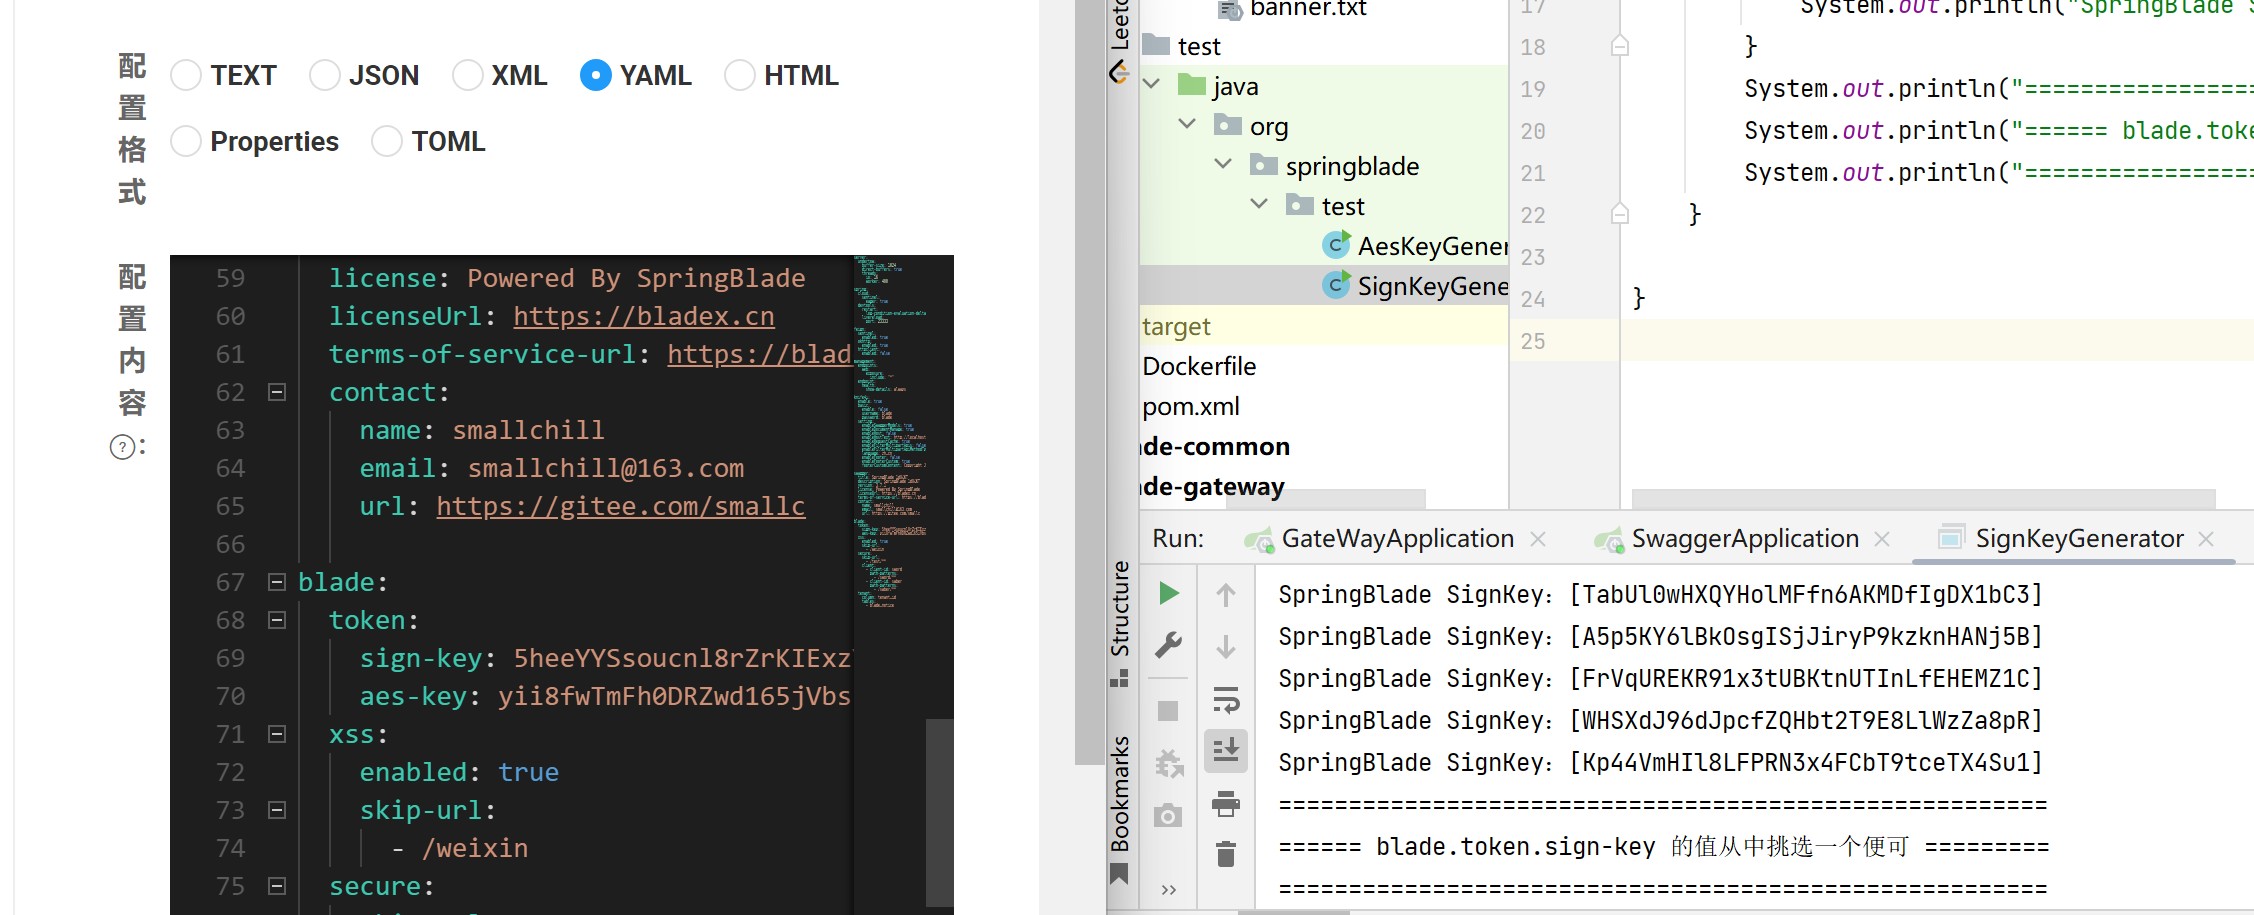 配置格式
TEXT JSON XML YAML HTML
Properties TOML
配置内容
?:
59 license: Powered By SpringBlade
60 licenseUrl: https://bladex.cn
61 terms-of-service-url: https://blad
62 contact:
63 name: smallchill
64 email: smallchill@163.com
65 url: https://gitee.com/smallc
66
67 blade:
68 token:
69 sign-key: 5heeYYSsoucnl8rZrKIExz
70 aes-key: yii8fwTmFh0DRZwd165jVbs
71 xss:
72 enabled: true
73 skip-url:
74 - /weixin
75 secure:
Leetc
banner.txt
test
java
org
springblade
test
AesKeyGener
SignKeyGene
target
Dockerfile
pom.xml
de-common
de-gateway
17 System.out.println("SpringBlade S
18 }
19 System.out.println("=================
20 System.out.println("====== blade.toke
21 System.out.println("=================
22 }
23
24 }
25
Run: GateWayApplication SwaggerApplication SignKeyGenerator
Structure
Bookmarks
SpringBlade SignKey：[TabUl0wHXQYHolMFfn6AKMDfIgDX1bC3]
SpringBlade SignKey：[A5p5KY6lBkOsgISjJiryP9kzknHANj5B]
SpringBlade SignKey：[FrVqUREKR91x3tUBKtnUTInLfEHEMZ1C]
SpringBlade SignKey：[WHSXdJ96dJpcfZQHbt2T9E8LlWzZa8pR]
SpringBlade SignKey：[Kp44VmHIl8LFPRN3x4FCbT9tceTX4Su1]
=======================================================
====== blade.token.sign-key 的值从中挑选一个便可 =========
=======================================================